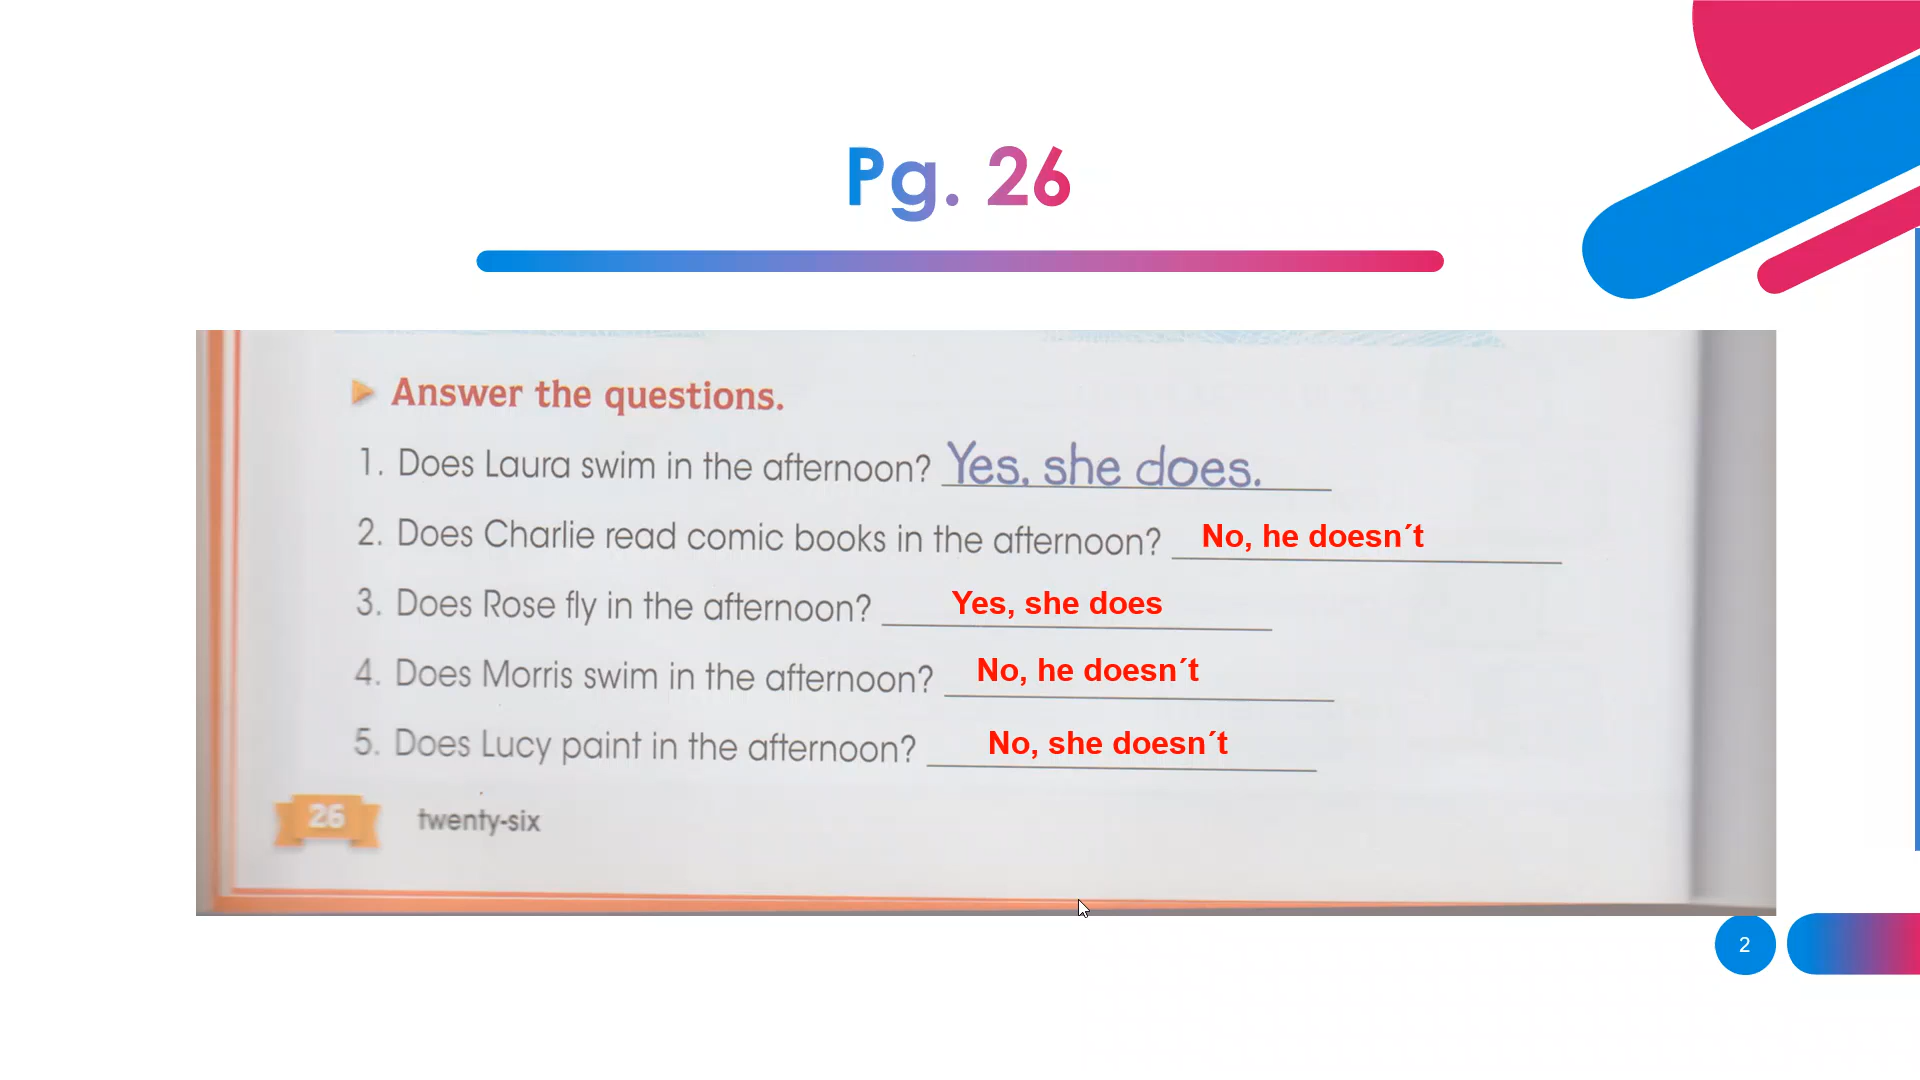 Pg. 26
Answer the questions.
1. Does Laura swim in the afternoon? Yes, she does.
2. Does Charlie read comic books in the afternoon? No, he doesn´t
3. Does Rose fly in the afternoon? Yes, she does
4. Does Morris swim in the afternoon? No, he doesn´t
5. Does Lucy paint in the afternoon? No, she doesn´t
26 twenty-six
2